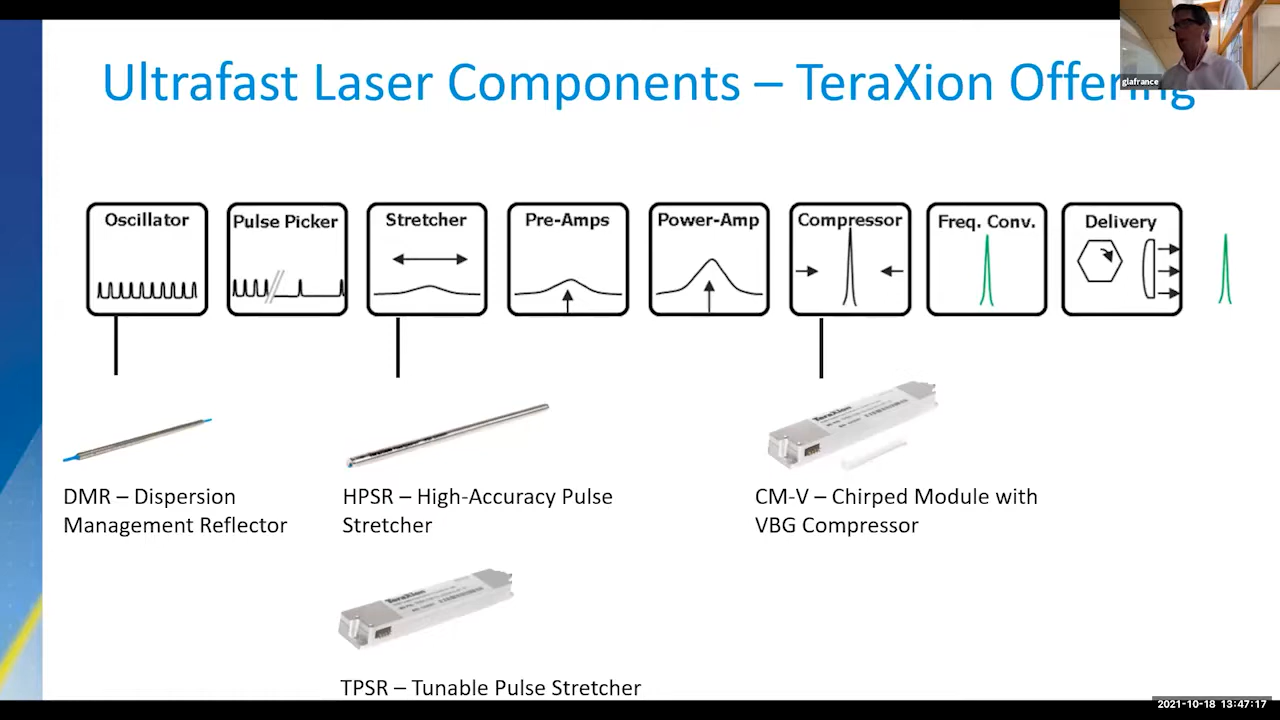 Ultrafast Laser Components – TeraXion Offering
glafrance
Oscillator
Pulse Picker
Stretcher
Pre-Amps
Power-Amp
Compressor
Freq. Conv.
Delivery
TeraXion
DMR – Dispersion
Management Reflector
HPSR – High-Accuracy Pulse
Stretcher
CM-V – Chirped Module with
VBG Compressor
TeraXion
TPSR – Tunable Pulse Stretcher
2021-10-18 13:47:17